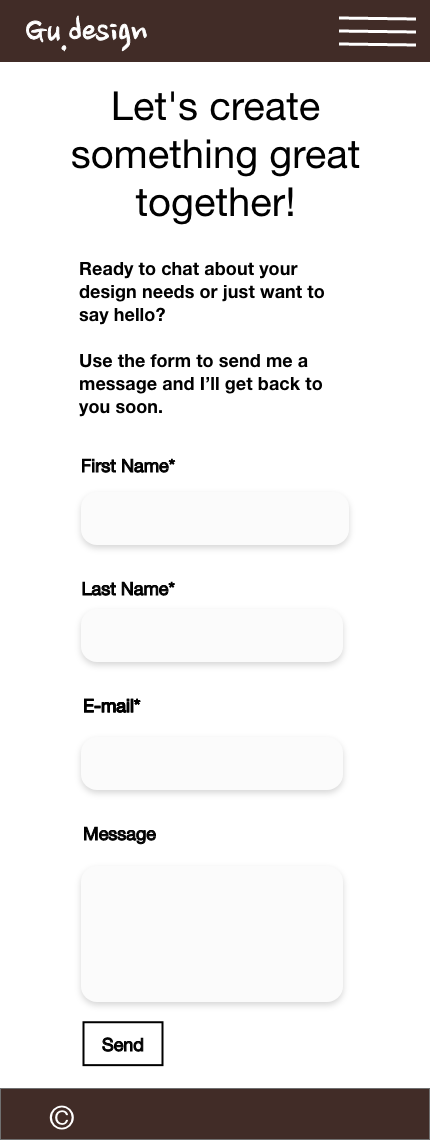 Gu.design
Let's create
something great
together!
Ready to chat about your
design needs or just want to
say hello?
Use the form to send me a
message and I’ll get back to
you soon.
First Name*
Last Name*
E-mail*
Message
Send
©